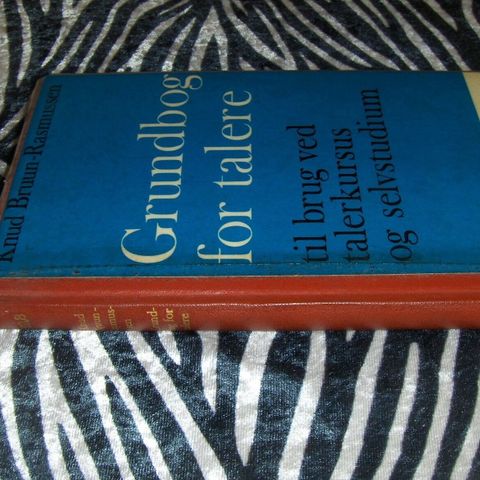 Knud Bruun-Rasmussen
Grundbog
for talere
til brug ved
talerkursus
og selvstudium